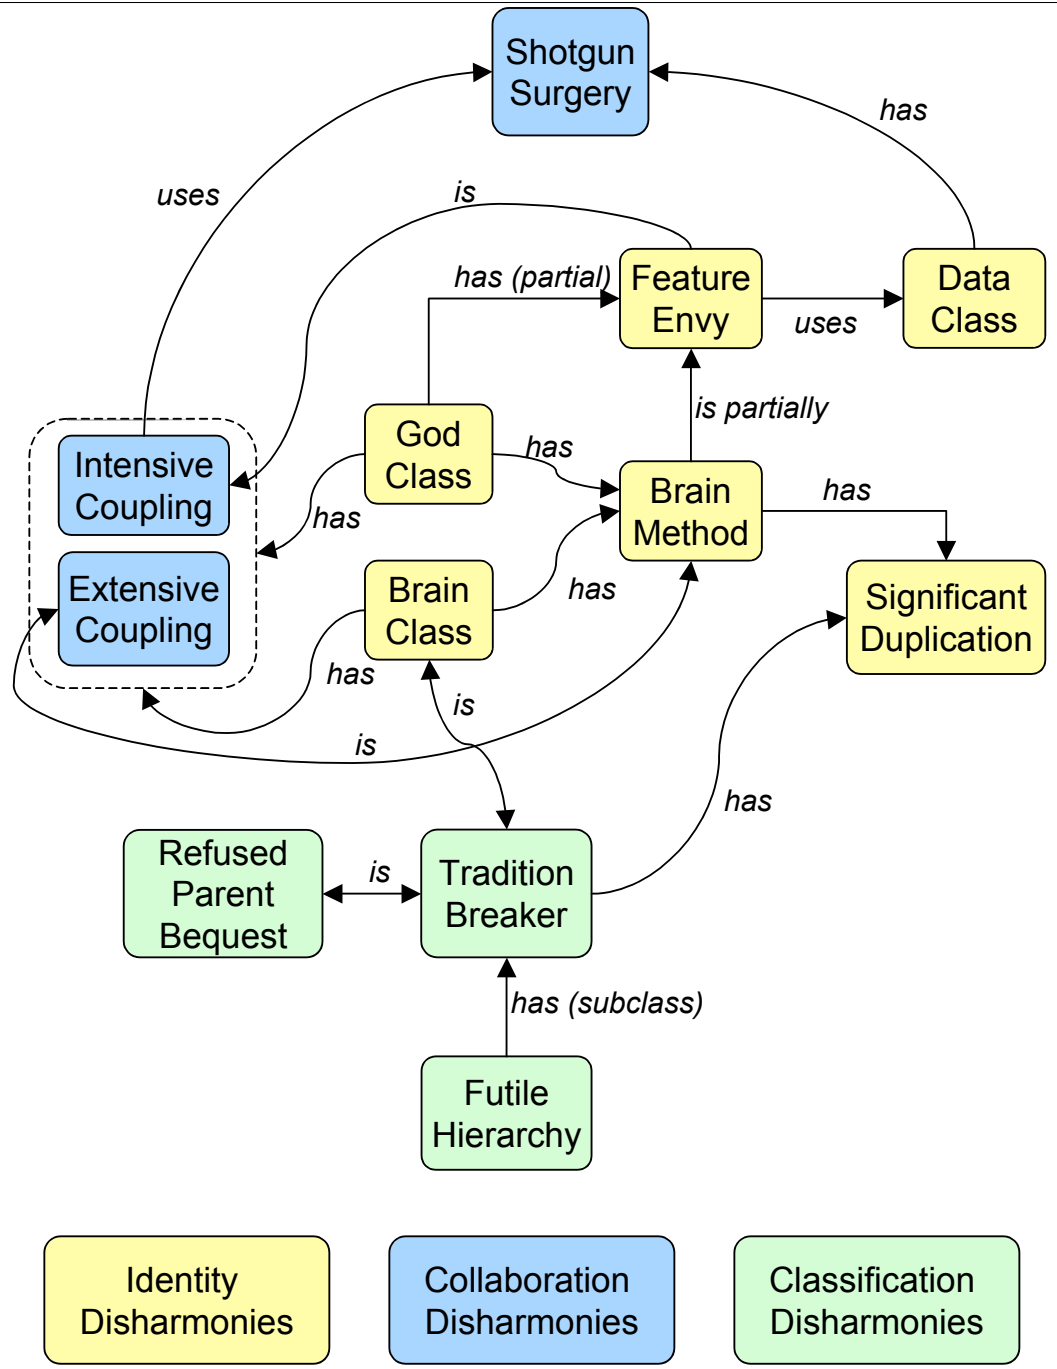 Shotgun
Surgery
has
uses
is
has (partial)
Feature
Envy
uses
Data
Class
is partially
God
Class
has
has
Intensive
Coupling
has
Brain
Method
has
Extensive
Coupling
Brain
Class
has
Significant
Duplication
has
is
is
has
Refused
Parent
Bequest
is
Tradition
Breaker
has (subclass)
Futile
Hierarchy
Identity
Disharmonies
Collaboration
Disharmonies
Classification
Disharmonies